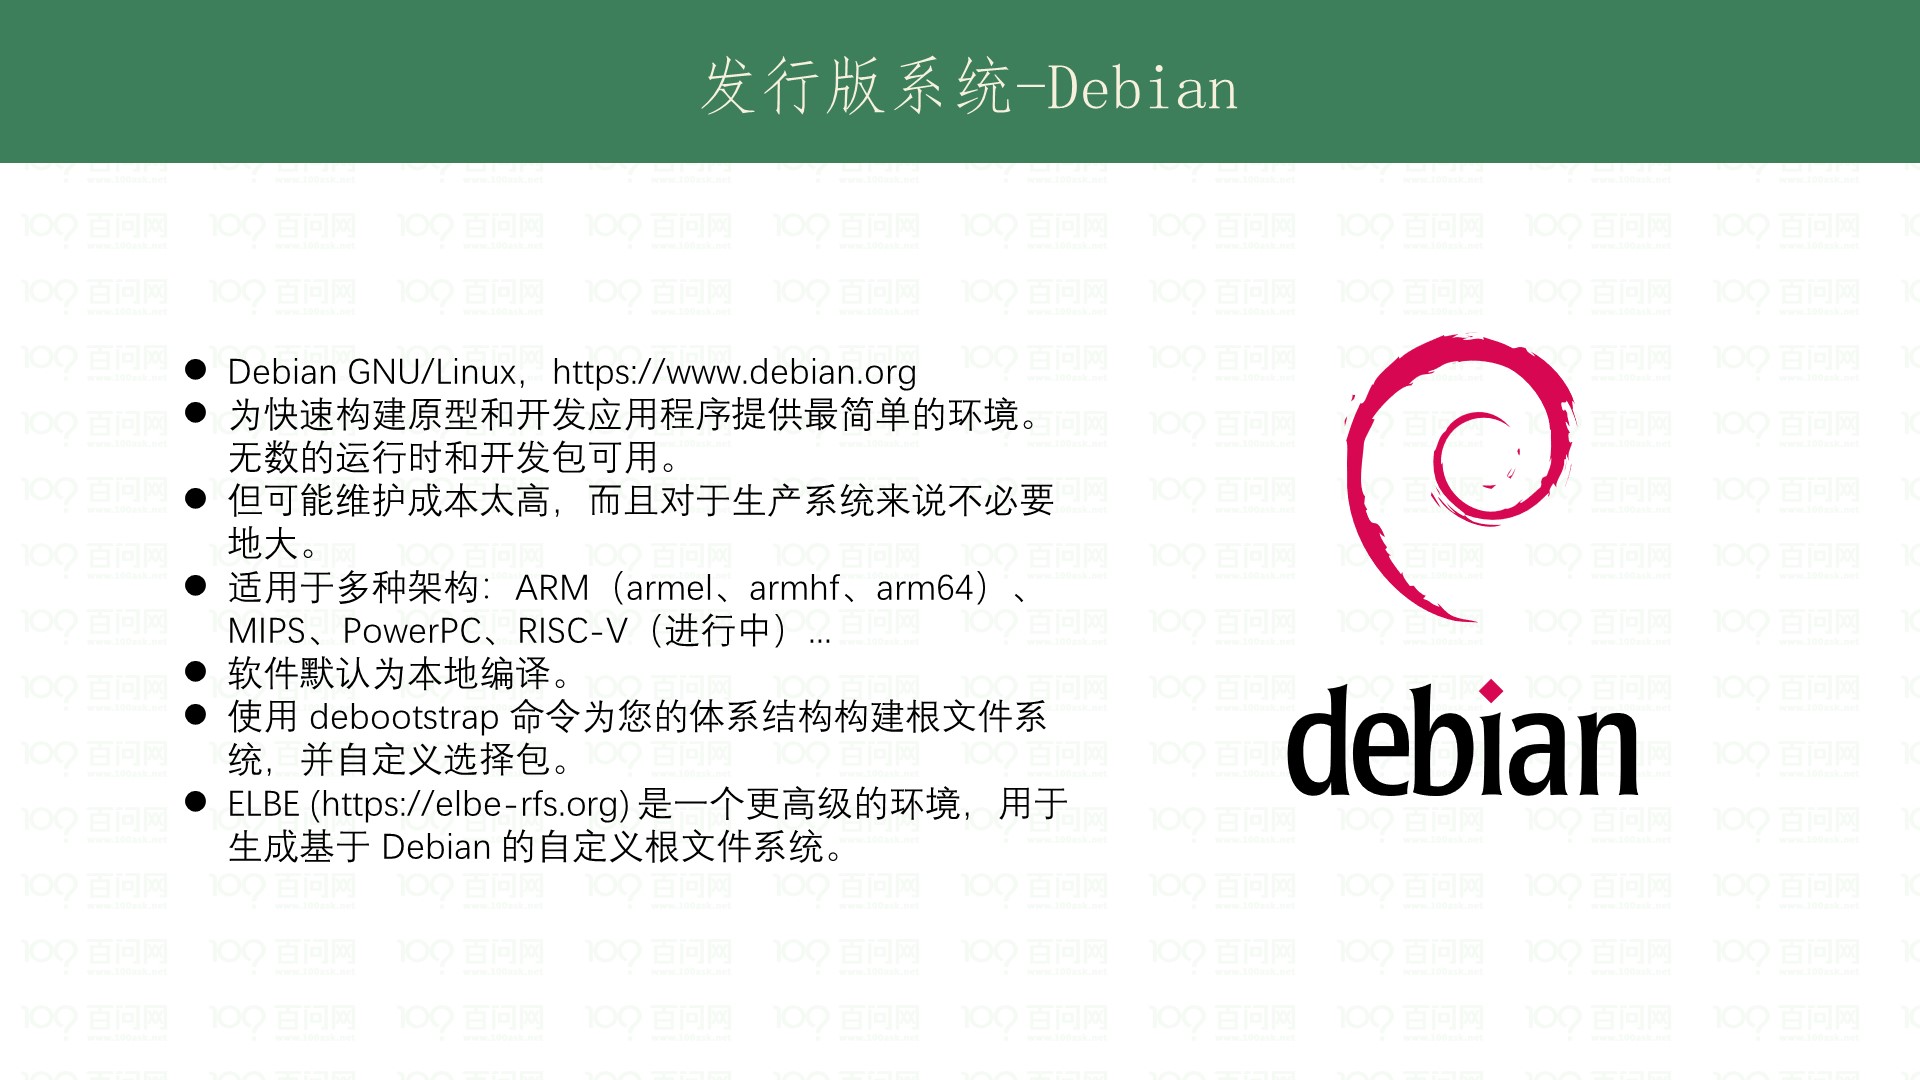 发行版系统-Debian
● Debian GNU/Linux，https://www.debian.org
● 为快速构建原型和开发应用程序提供最简单的环境。
无数的运行时和开发包可用。
● 但可能维护成本太高，而且对于生产系统来说不必要
地大。
● 适用于多种架构：ARM（armel、armhf、arm64）、
MIPS、PowerPC、RISC-V（进行中）...
● 软件默认为本地编译。
● 使用 debootstrap 命令为您的体系结构构建根文件系
统，并自定义选择包。
● ELBE (https://elbe-rfs.org) 是一个更高级的环境，用于
生成基于 Debian 的自定义根文件系统。
debian
百问网
www.100ask.net